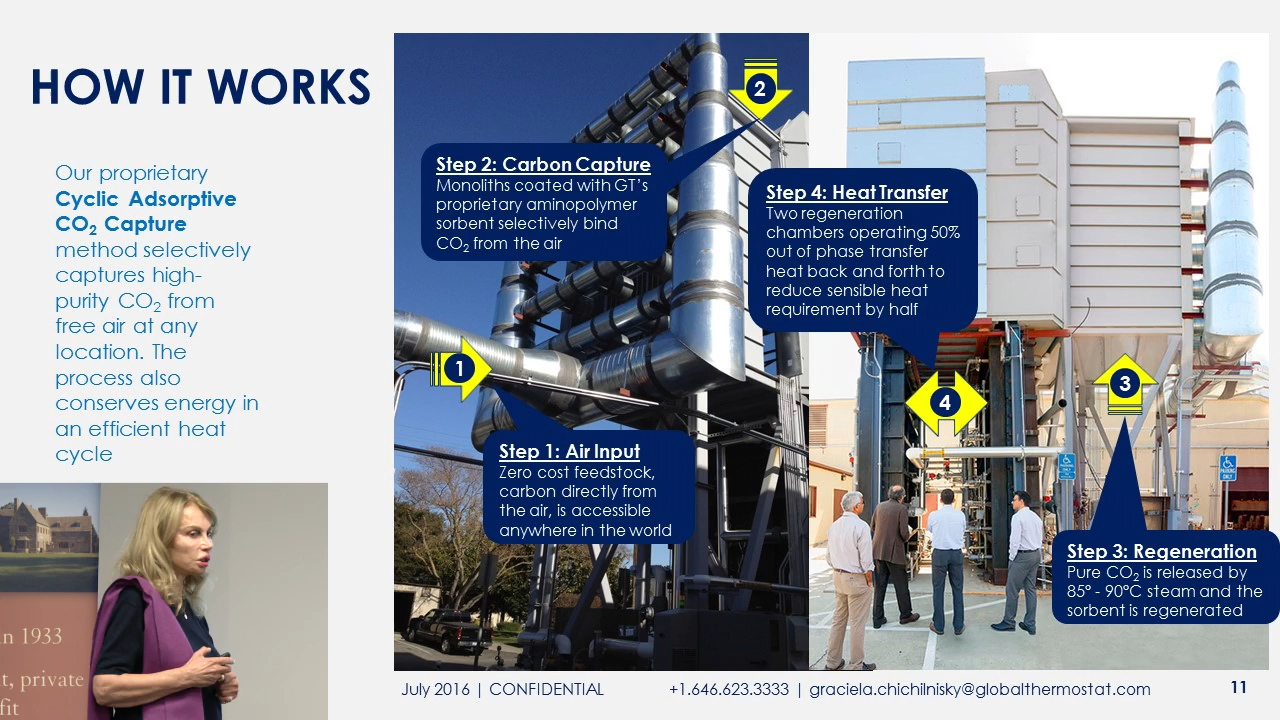 HOW IT WORKS
Our proprietary
Cyclic Adsorptive
CO₂ Capture
method selectively
captures high-
purity CO₂ from
free air at any
location. The
process also
conserves energy in
an efficient heat
cycle
2
Step 2: Carbon Capture
Monoliths coated with GT's
proprietary aminopolymer
sorbent selectively bind
CO₂ from the air
Step 4: Heat Transfer
Two regeneration
chambers operating 50%
out of phase transfer
heat back and forth to
reduce sensible heat
requirement by half
1
4
3
Step 1: Air Input
Zero cost feedstock,
carbon directly from
the air, is accessible
anywhere in the world
Step 3: Regeneration
Pure CO₂ is released by
85° - 90°C steam and the
sorbent is regenerated
in 1933
t, private
fit
July 2016 | CONFIDENTIAL
+1.646.623.3333 | graciela.chichilnisky@globalthermostat.com
11